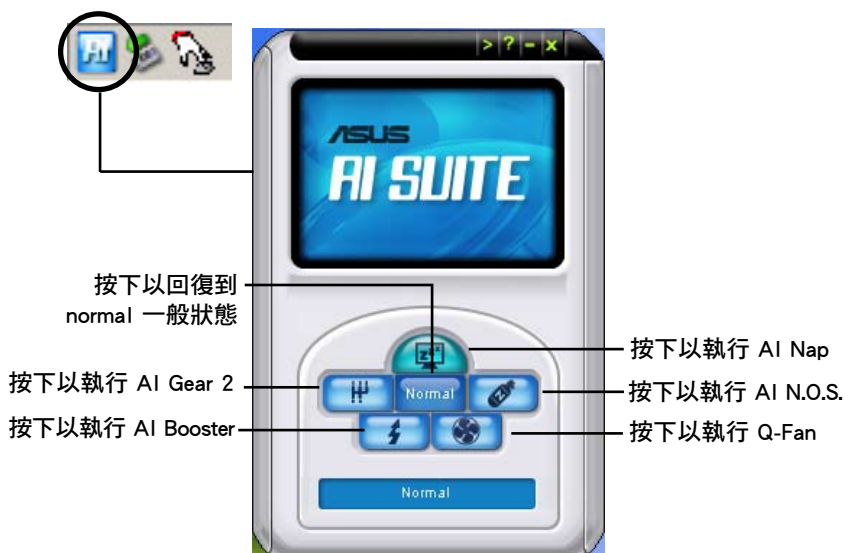 Ai
> ? - x
ASUS
AI SUITE
按下以回復到
normal 一般狀態
zzz
按下以執行 AI Nap
按下以執行 AI Gear 2
Normal
按下以執行 AI N.O.S.
按下以執行 AI Booster
按下以執行 Q-Fan
Normal